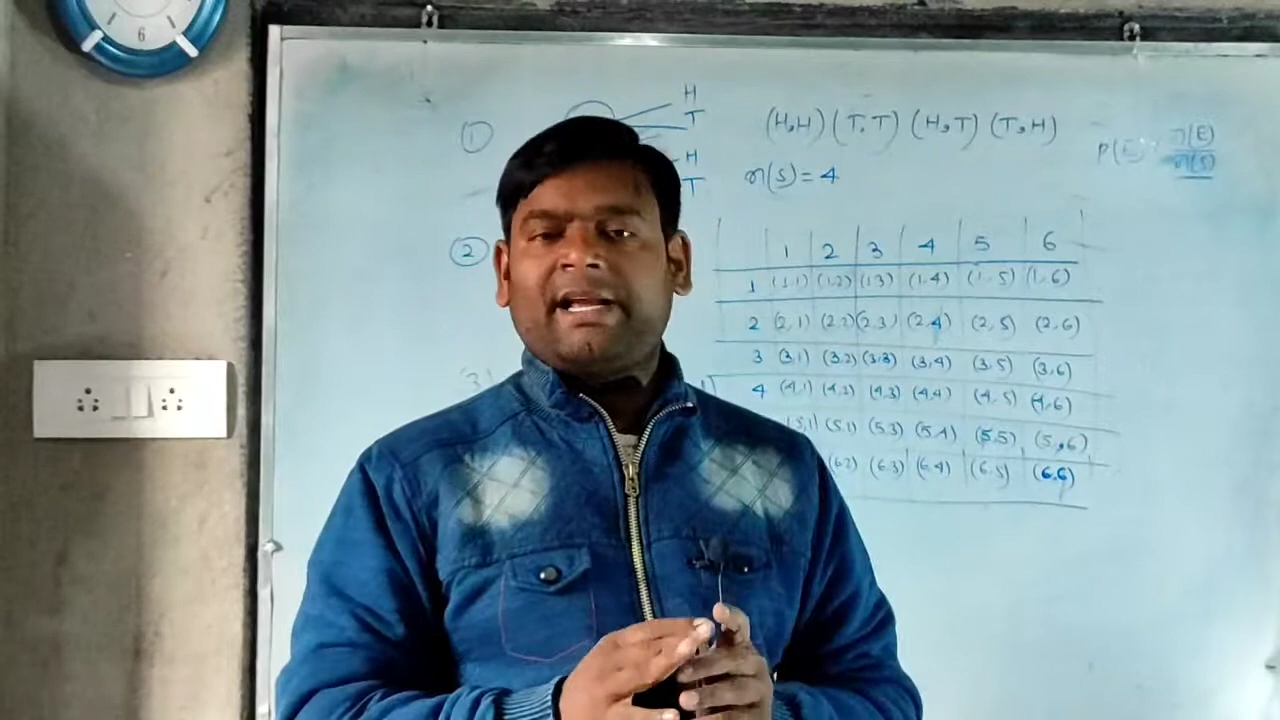 6
① H
T (H,H) (T,T) (H,T) (T,H) P(E) = n(E)/n(S)
H
T n(S) = 4
② 1 2 3 4 5 6
1 (1,1) (1,2) (1,3) (1,4) (1,5) (1,6)
2 (2,1) (2,2) (2,3) (2,4) (2,5) (2,6)
3 (3,1) (3,2) (3,3) (3,4) (3,5) (3,6)
4 (4,1) (4,2) (4,3) (4,4) (4,5) (4,6)
(5,1) (5,1) (5,3) (5,4) (5,5) (5,6)
(6,2) (6,3) (6,4) (6,5) (6,6)